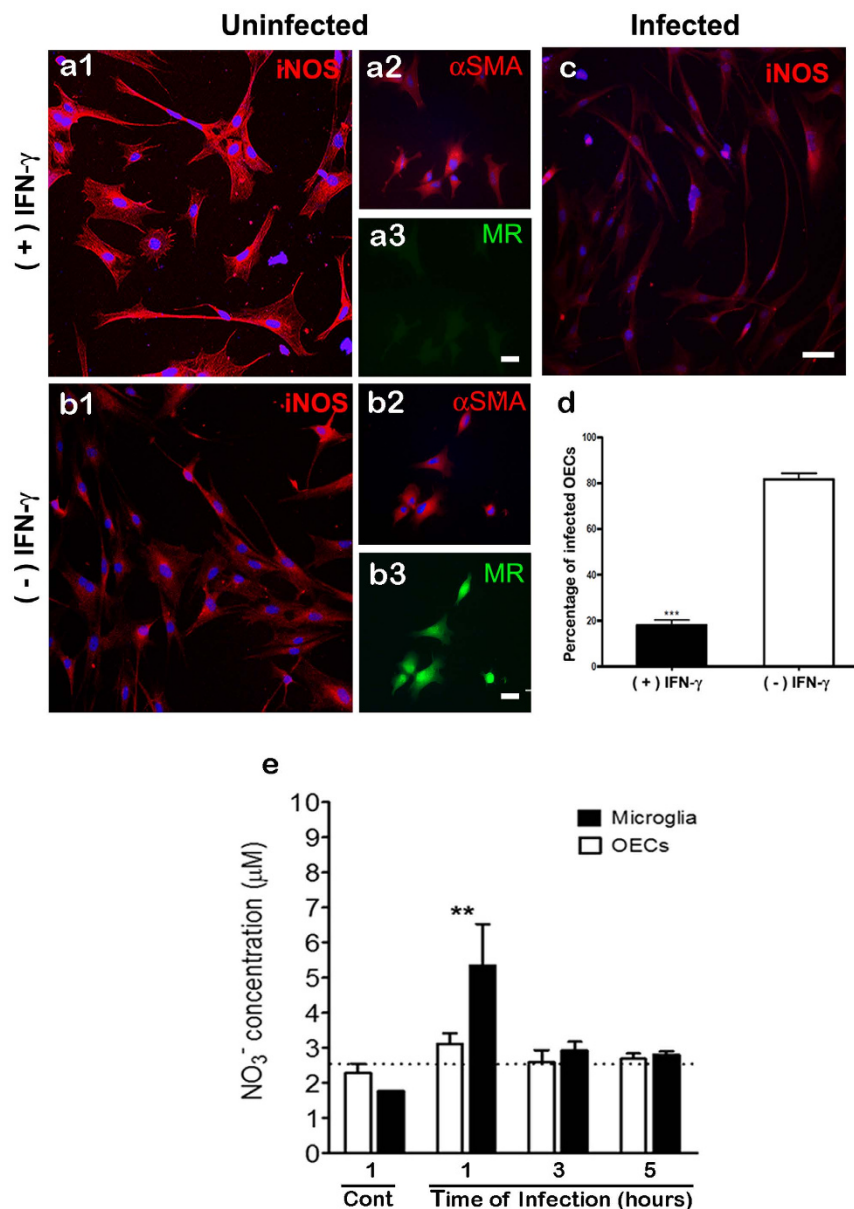 Uninfected
Infected
(+) IFN-γ
a1
iNOS
a2
αSMA
a3
MR
c
iNOS
(-) IFN-γ
b1
iNOS
b2
αSMA
b3
MR
d
Percentage of infected OECs
100
80
60
40
20
0
***
(+) IFN-γ
(-) IFN-γ
e
NO₃⁻ concentration (μM)
10
9
8
7
6
5
4
3
2
1
0
Microglia
OECs
**
1
1
3
5
Cont
Time of Infection (hours)